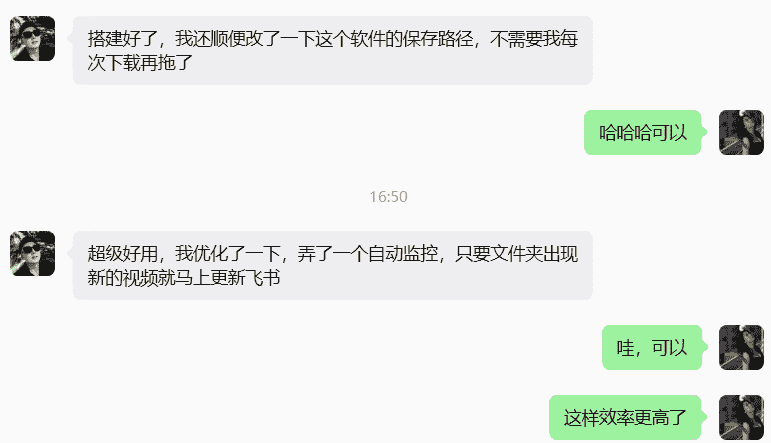 搭建好了，我还顺便改了一下这个软件的保存路径，不需要我每
次下载再拖了
哈哈哈可以
16:50
超级好用，我优化了一下，弄了一个自动监控，只要文件夹出现
新的视频就马上更新飞书
哇，可以
这样效率更高了